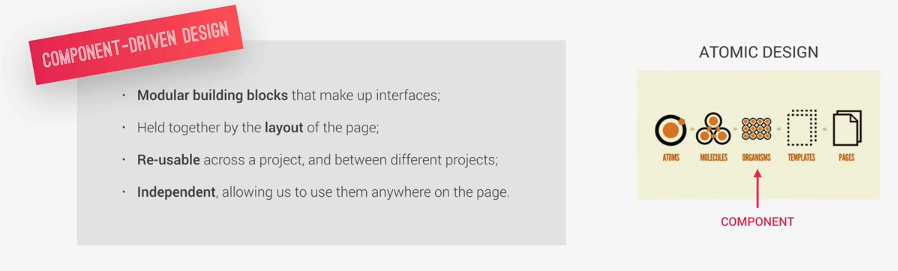 COMPONENT-DRIVEN DESIGN
· Modular building blocks that make up interfaces;
· Held together by the layout of the page;
· Re-usable across a project, and between different projects;
· Independent, allowing us to use them anywhere on the page.
ATOMIC DESIGN
ATOMS MOLECULES ORGANISMS TEMPLATES PAGES
COMPONENT